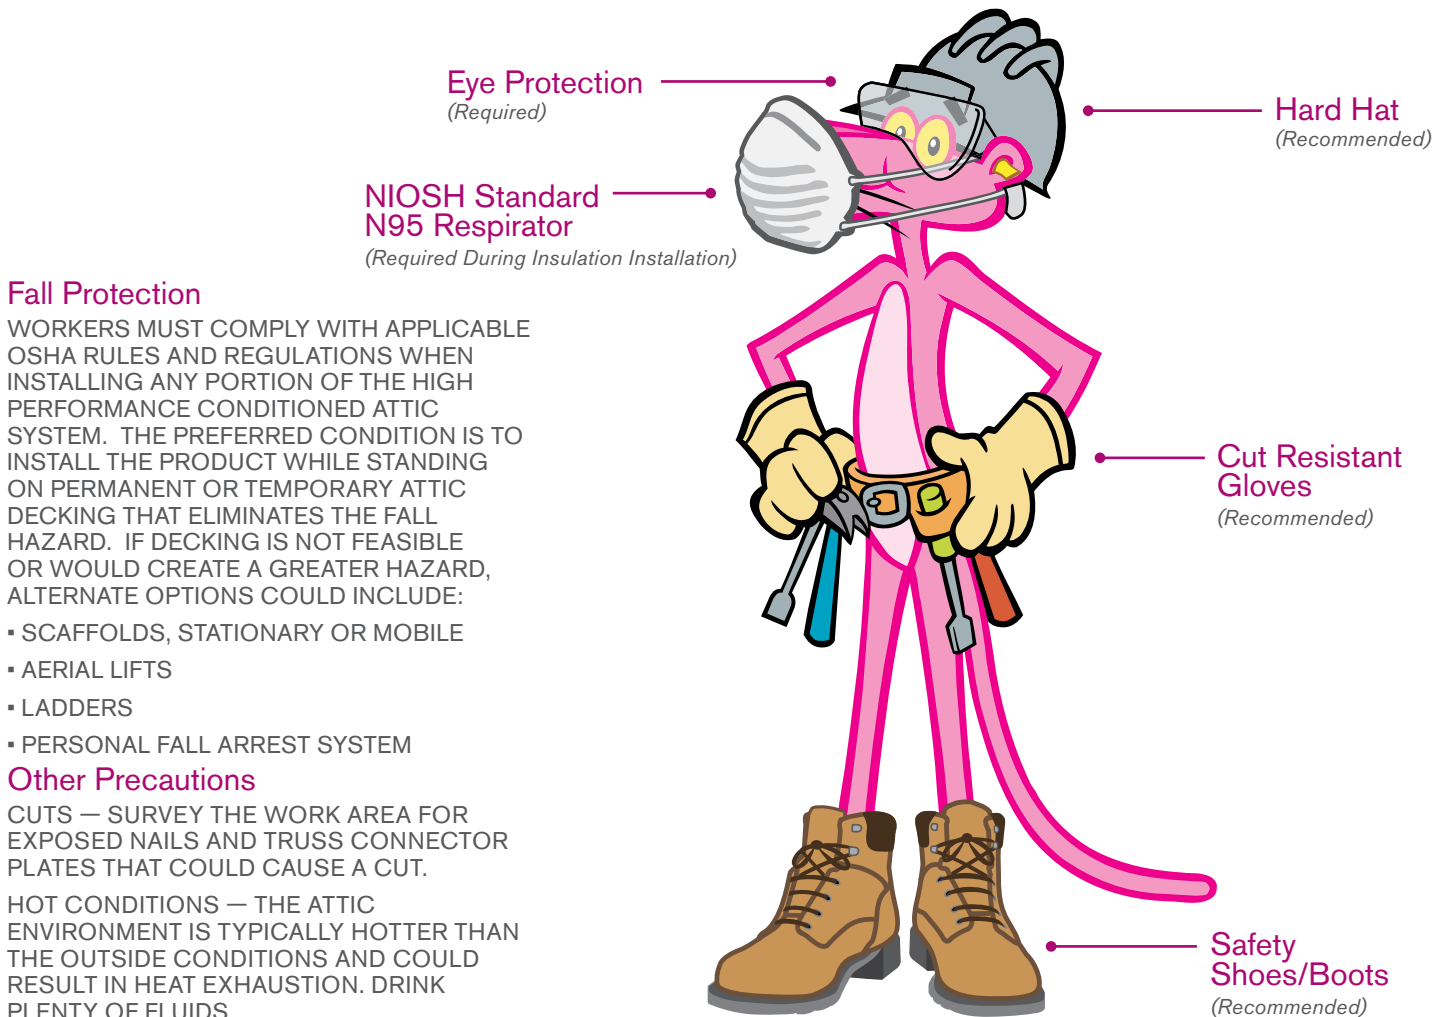 Eye Protection
(Required)
Hard Hat
(Recommended)
NIOSH Standard
N95 Respirator
(Required During Insulation Installation)
Fall Protection
WORKERS MUST COMPLY WITH APPLICABLE
OSHA RULES AND REGULATIONS WHEN
INSTALLING ANY PORTION OF THE HIGH
PERFORMANCE CONDITIONED ATTIC
SYSTEM.  THE PREFERRED CONDITION IS TO
INSTALL THE PRODUCT WHILE STANDING
ON PERMANENT OR TEMPORARY ATTIC
DECKING THAT ELIMINATES THE FALL
HAZARD.  IF DECKING IS NOT FEASIBLE
OR WOULD CREATE A GREATER HAZARD,
ALTERNATE OPTIONS COULD INCLUDE:
▪ SCAFFOLDS, STATIONARY OR MOBILE
▪ AERIAL LIFTS
▪ LADDERS
▪ PERSONAL FALL ARREST SYSTEM
Other Precautions
CUTS — SURVEY THE WORK AREA FOR
EXPOSED NAILS AND TRUSS CONNECTOR
PLATES THAT COULD CAUSE A CUT.
HOT CONDITIONS — THE ATTIC
ENVIRONMENT IS TYPICALLY HOTTER THAN
THE OUTSIDE CONDITIONS AND COULD
RESULT IN HEAT EXHAUSTION. DRINK
PLENTY OF FLUIDS
Cut Resistant
Gloves
(Recommended)
Safety
Shoes/Boots
(Recommended)